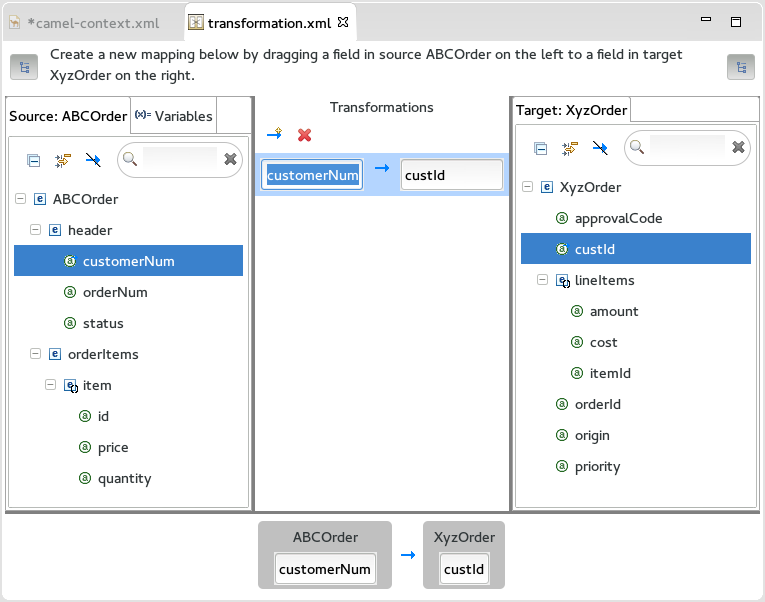 *camel-context.xml
transformation.xml
Create a new mapping below by dragging a field in source ABCOrder on the left to a field in target
XyzOrder on the right.
Source: ABCOrder
(x)= Variables
ABCOrder
header
customerNum
orderNum
status
orderItems
item
id
price
quantity
Transformations
customerNum
custId
Target: XyzOrder
XyzOrder
approvalCode
custId
lineItems
amount
cost
itemId
orderId
origin
priority
ABCOrder
customerNum
XyzOrder
custId